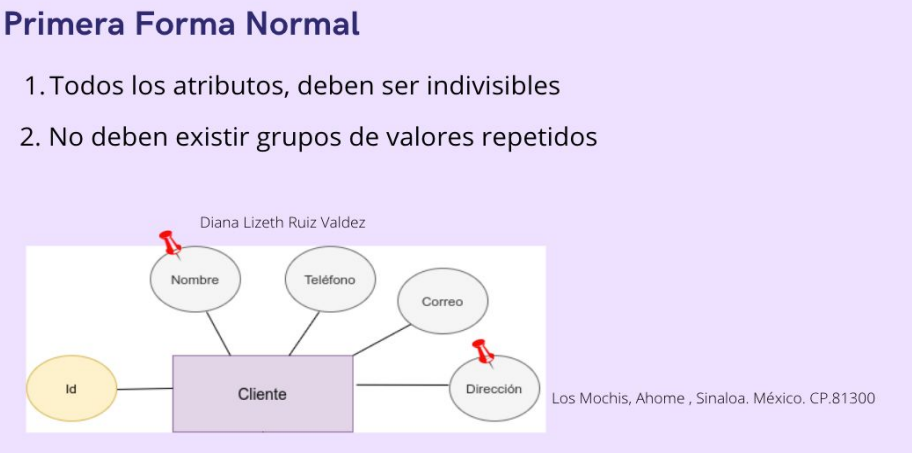 Primera Forma Normal
1. Todos los atributos, deben ser indivisibles
2. No deben existir grupos de valores repetidos
Diana Lizeth Ruiz Valdez
Nombre
Teléfono
Correo
Id
Cliente
Dirección
Los Mochis, Ahome , Sinaloa. México. CP.81300